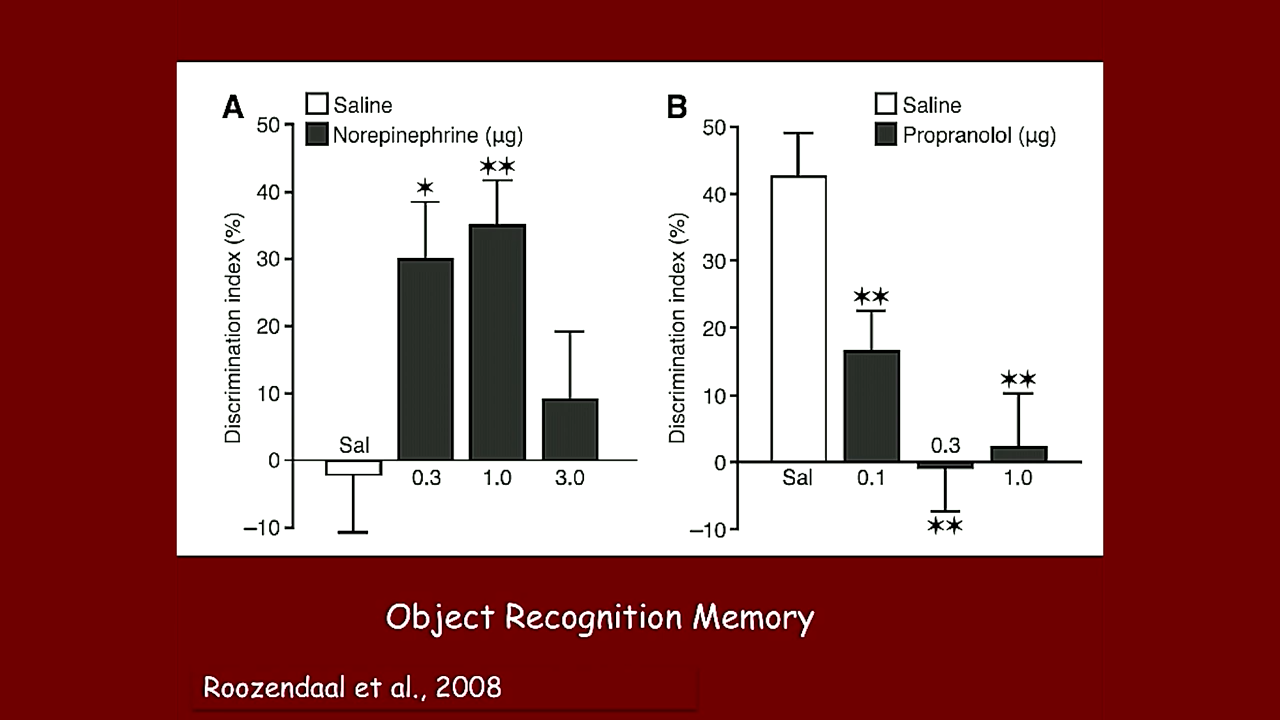 A
Saline
Norepinephrine (µg)
Discrimination index (%)
50
40
30
20
10
0
–10
✶
✶✶
Sal
0.3
1.0
3.0
B
Saline
Propranolol (µg)
Discrimination index (%)
50
40
30
20
10
0
–10
✶✶
✶✶
0.3
Sal
0.1
1.0
✶✶
Object Recognition Memory
Roozendaal et al., 2008